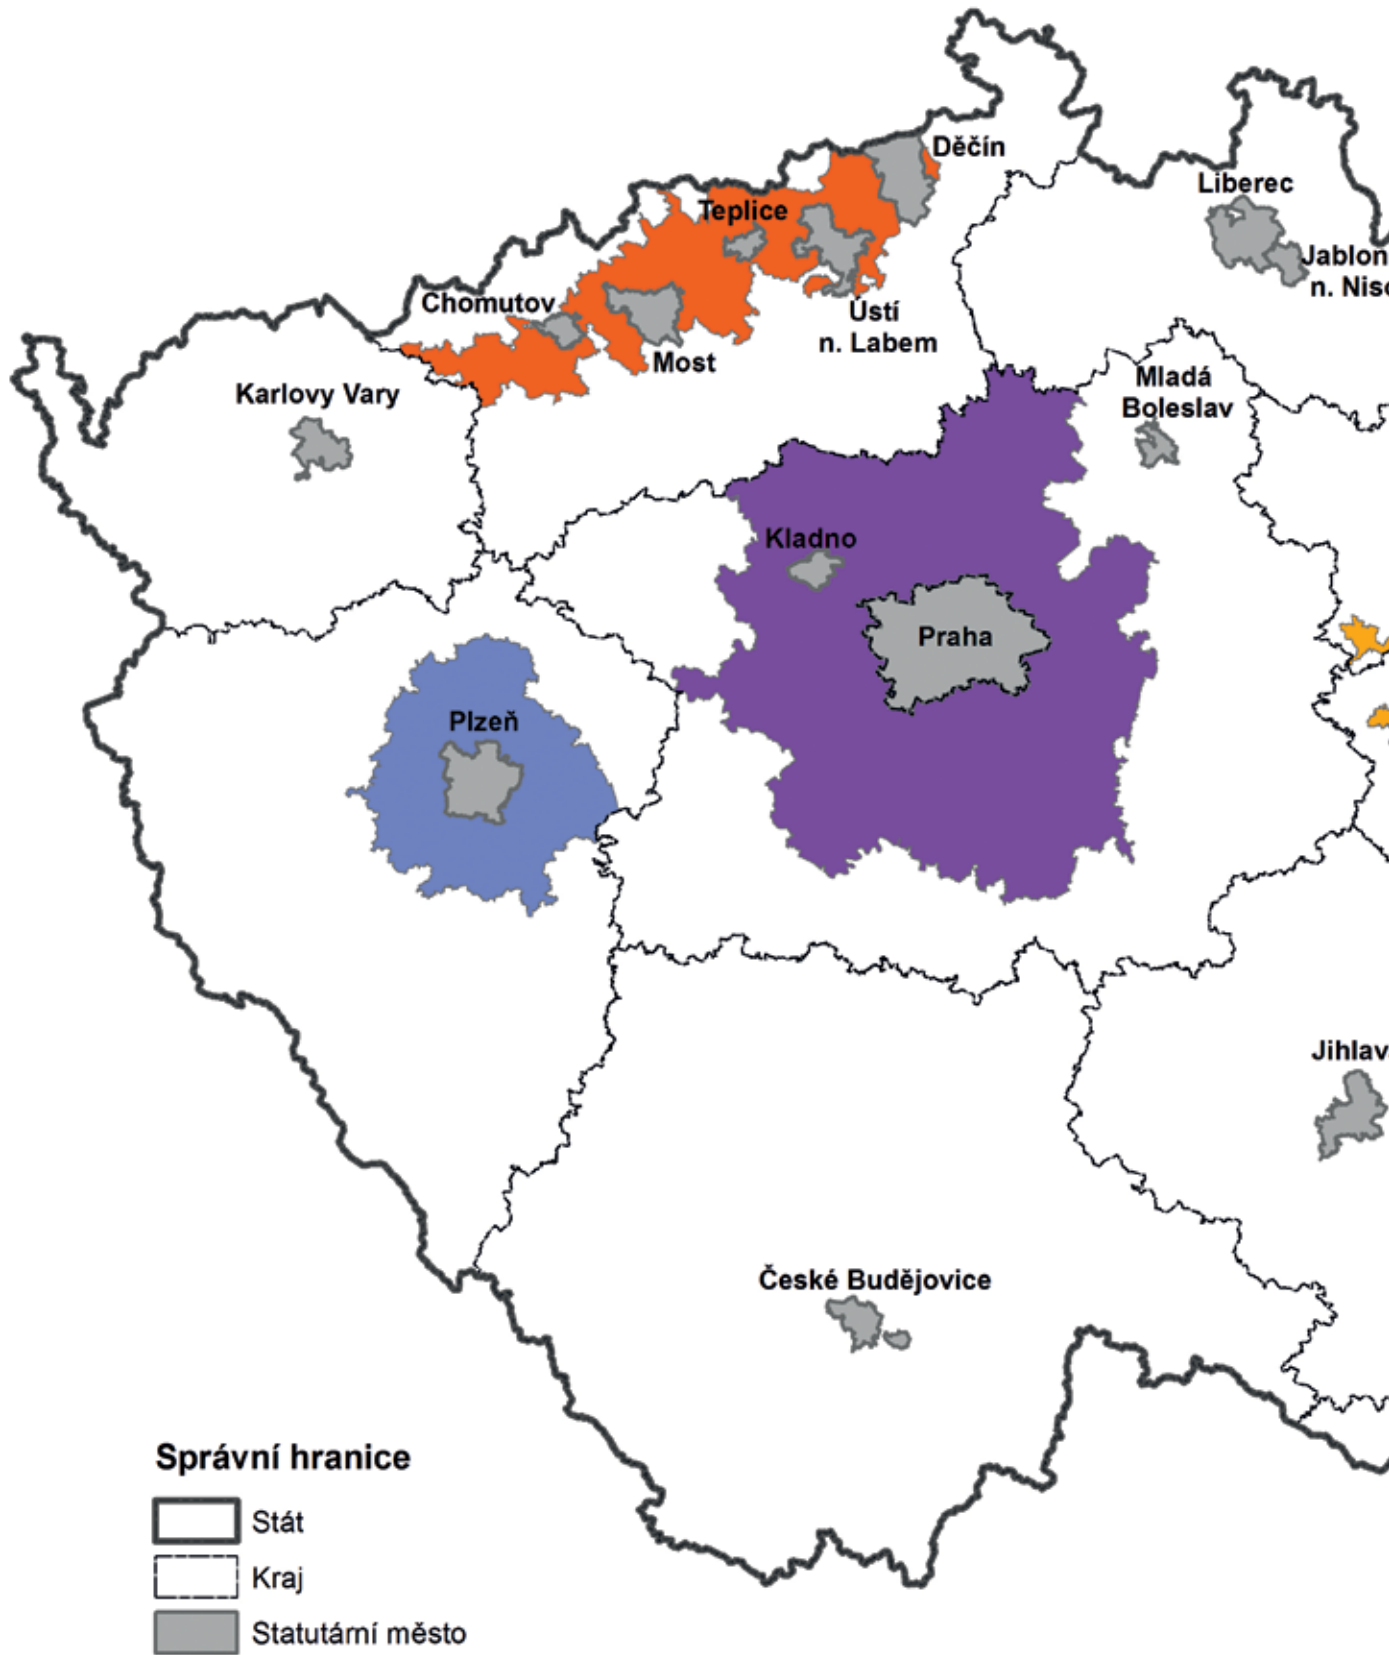 Děčín
Liberec
Teplice
Jablon
n. Nisc
Chomutov
Ústí
n. Labem
Most
Karlovy Vary
Mladá
Boleslav
Kladno
Praha
Plzeň
Jihlav
České Budějovice
Správní hranice
Stát
Kraj
Statutární město